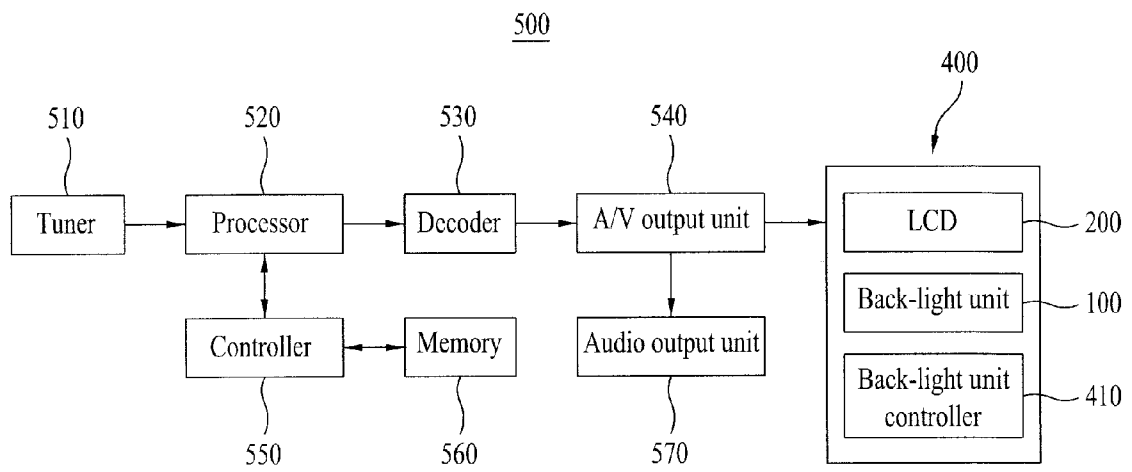 500
400
510
520
530
540
Tuner
Processor
Decoder
A/V output unit
LCD
200
Back-light unit
100
Controller
Memory
Audio output unit
Back-light unit
controller
410
550
560
570